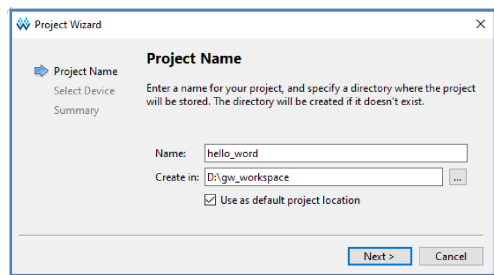 Project Wizard
Project Name
Select Device
Summary
Project Name
Enter a name for your project, and specify a directory where the project
will be stored. The directory will be created if it doesn't exist.
Name: hello_word
Create in: D:\gw_workspace ...
Use as default project location
Next > Cancel